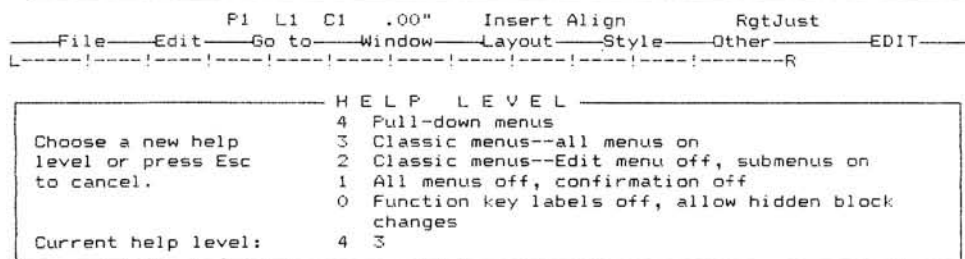 P1 L1 C1 .00" Insert Align RgtJust
File Edit Go to Window Layout Style Other EDIT
L-----!----!----!----!----!----!----!----!----!----!--------R
HELP LEVEL
4 Pull-down menus
Choose a new help 3 Classic menus--all menus on
level or press Esc 2 Classic menus--Edit menu off, submenus on
to cancel. 1 All menus off, confirmation off
0 Function key labels off, allow hidden block
changes
Current help level: 4 3